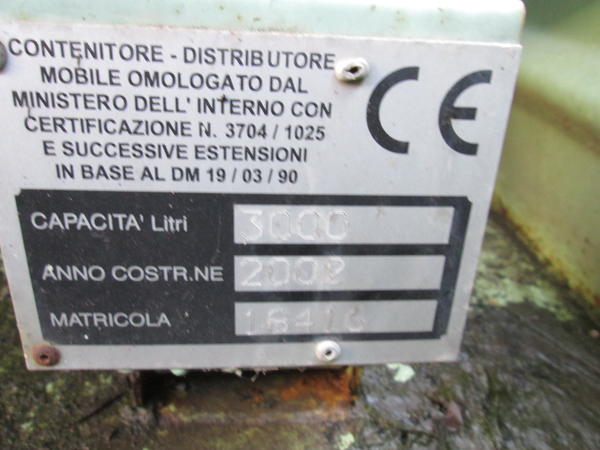 CONTENITORE - DISTRIBUTORE
MOBILE OMOLOGATO DAL
MINISTERO DELL' INTERNO CON
CERTIFICAZIONE N. 3704 / 1025
E SUCCESSIVE ESTENSIONI
IN BASE AL DM 19 / 03 / 90
CE
CAPACITA' Litri 3000
ANNO COSTR.NE
MATRICOLA